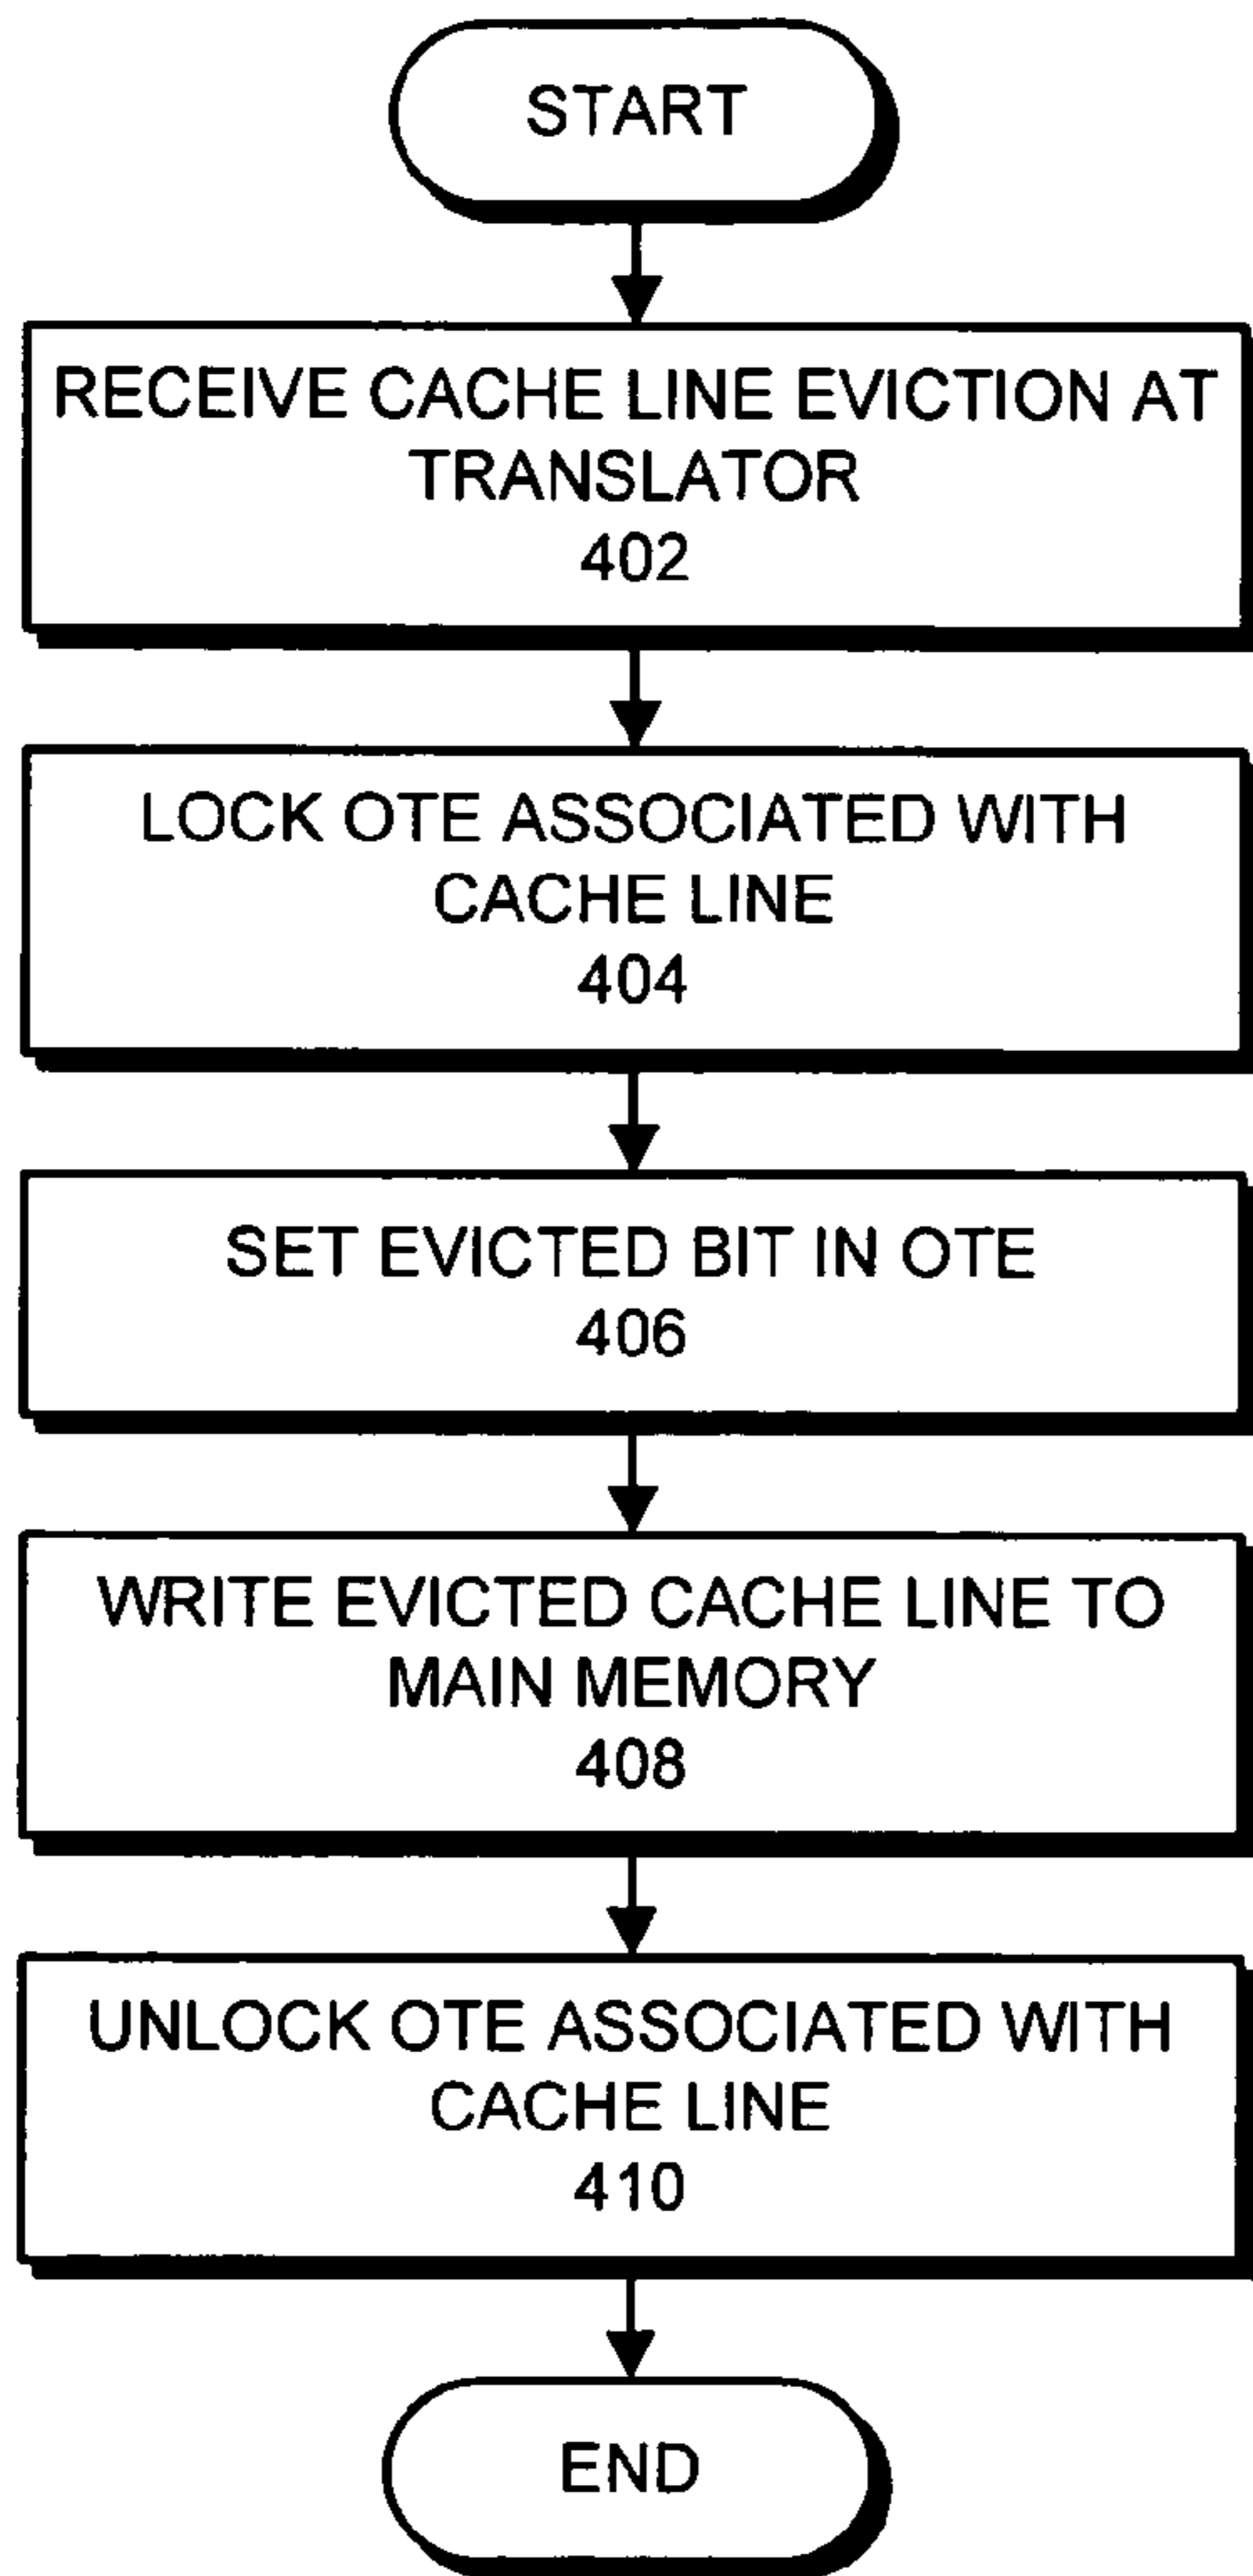 START
RECEIVE CACHE LINE EVICTION AT
TRANSLATOR
402
LOCK OTE ASSOCIATED WITH
CACHE LINE
404
SET EVICTED BIT IN OTE
406
WRITE EVICTED CACHE LINE TO
MAIN MEMORY
408
UNLOCK OTE ASSOCIATED WITH
CACHE LINE
410
END